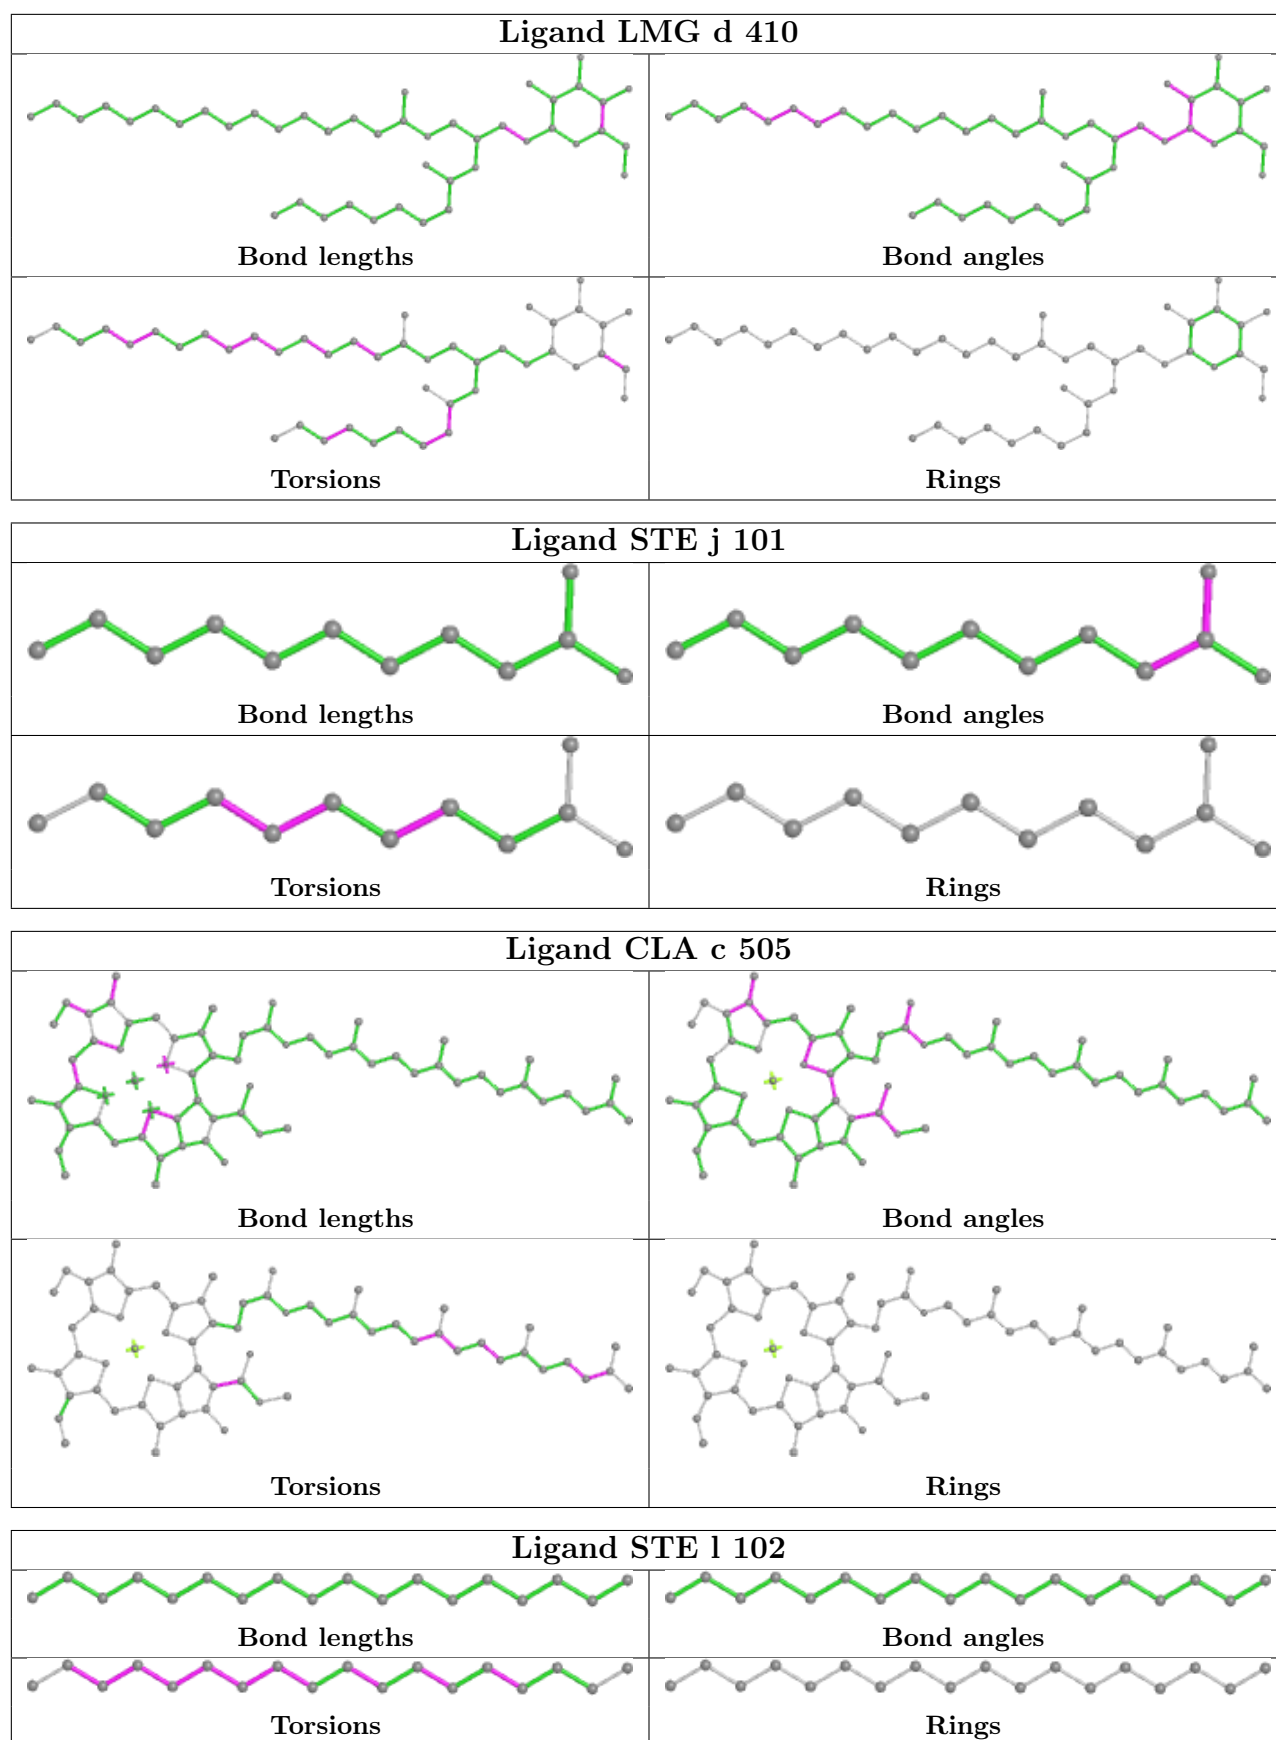 Ligand LMG d 410
Bond lengths
Bond angles
Torsions
Rings
Ligand STE j 101
Bond lengths
Bond angles
Torsions
Rings
Ligand CLA c 505
Bond lengths
Bond angles
Torsions
Rings
Ligand STE l 102
Bond lengths
Bond angles
Torsions
Rings